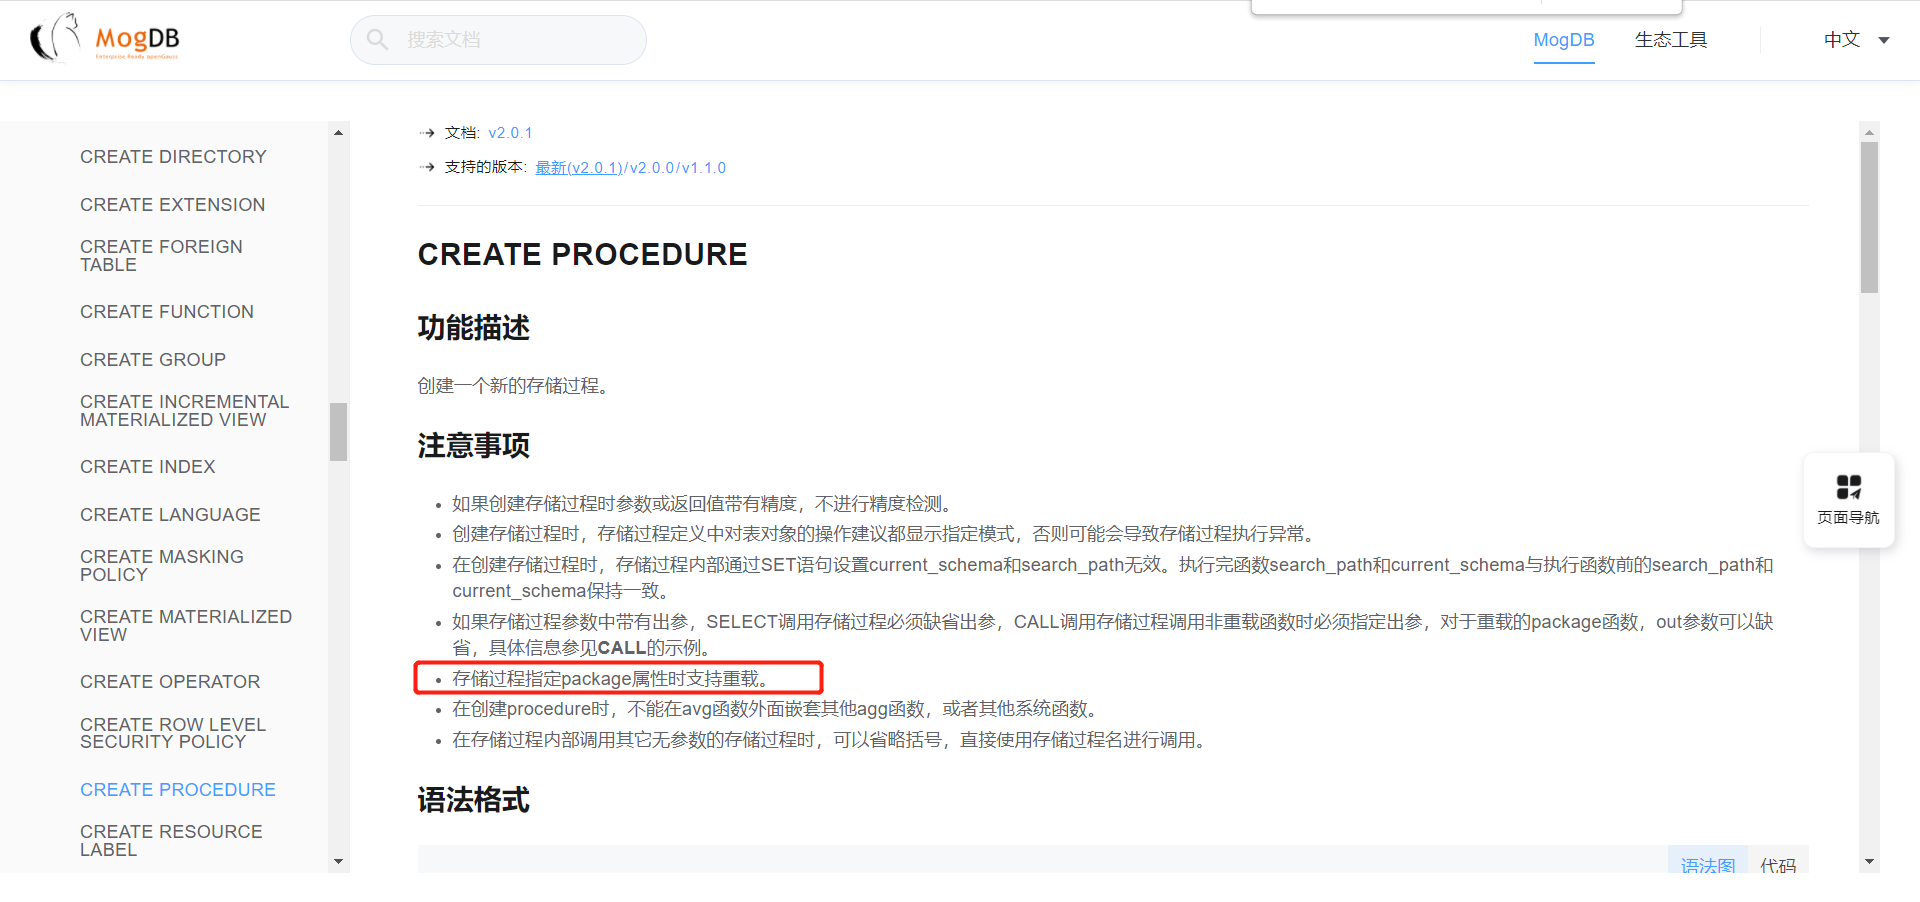 MogDB
Enterprise Ready openGauss
搜索文档
MogDB
生态工具
中文
CREATE DIRECTORY
CREATE EXTENSION
CREATE FOREIGN
TABLE
CREATE FUNCTION
CREATE GROUP
CREATE INCREMENTAL
MATERIALIZED VIEW
CREATE INDEX
CREATE LANGUAGE
CREATE MASKING
POLICY
CREATE MATERIALIZED
VIEW
CREATE OPERATOR
CREATE ROW LEVEL
SECURITY POLICY
CREATE PROCEDURE
CREATE RESOURCE
LABEL
文档: v2.0.1
支持的版本: 最新(v2.0.1)/v2.0.0/v1.1.0
CREATE PROCEDURE
功能描述
创建一个新的存储过程。
注意事项
如果创建存储过程时参数或返回值带有精度，不进行精度检测。
创建存储过程时，存储过程定义中对表对象的操作建议都显示指定模式，否则可能会导致存储过程执行异常。
在创建存储过程时，存储过程内部通过SET语句设置current_schema和search_path无效。执行完函数search_path和current_schema与执行函数前的search_path和
current_schema保持一致。
如果存储过程参数中带有出参，SELECT调用存储过程必须缺省出参，CALL调用存储过程调用非重载函数时必须指定出参，对于重载的package函数，out参数可以缺
省，具体信息参见CALL的示例。
存储过程指定package属性时支持重载。
在创建procedure时，不能在avg函数外面嵌套其他agg函数，或者其他系统函数。
在存储过程内部调用其它无参数的存储过程时，可以省略括号，直接使用存储过程名进行调用。
语法格式
语法图
代码
页面导航